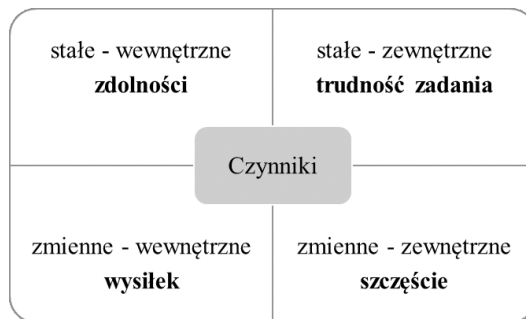 stałe - wewnętrzne
zdolności
stałe - zewnętrzne
trudność zadania
Czynniki
zmienne - wewnętrzne
wysiłek
zmienne - zewnętrzne
szczęście